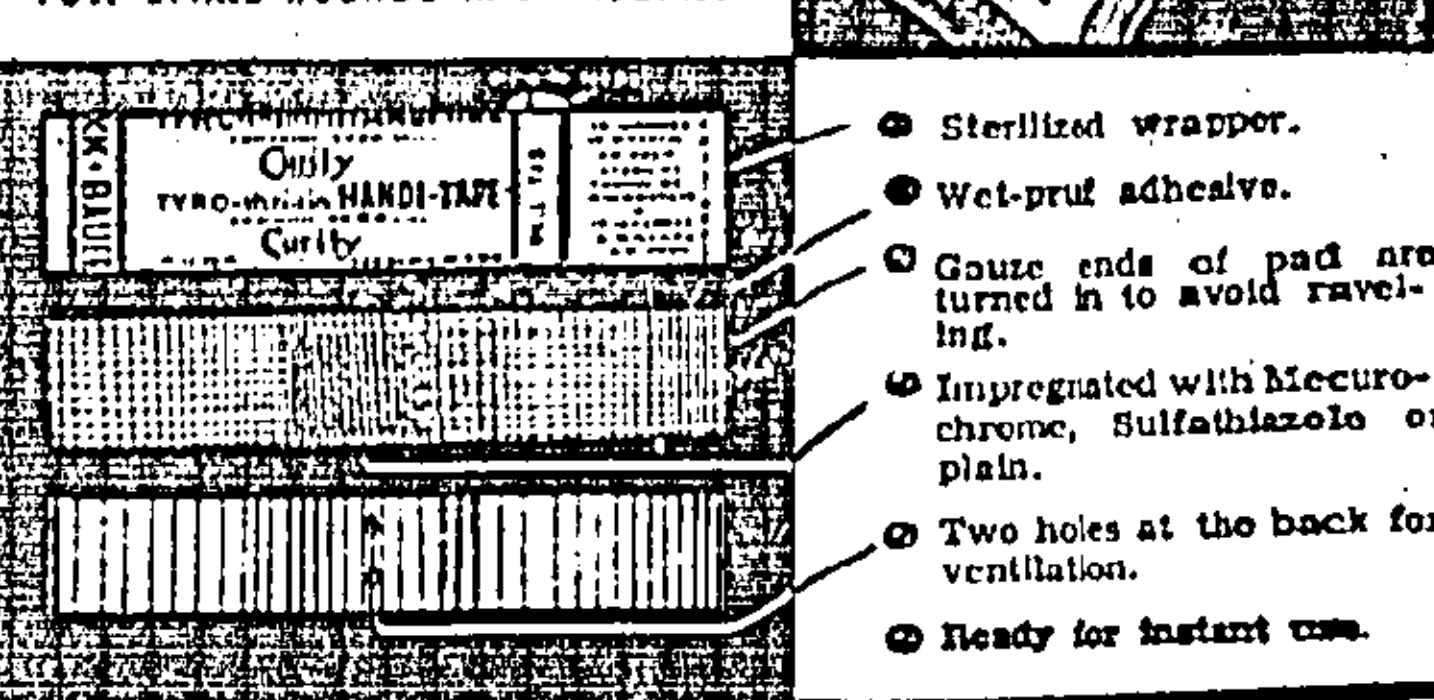 BAUE
Curity
HANDI-TAPE
Curity
Sterilized wrapper.
Wet-pruf adhesive.
Gauze ends of pad are
turned in to avoid ravel-
ing.
Impregnated with Mecuro-
chrome, Sulfathiazole or
plain.
Two holes at the back for
ventilation.
Ready for instant use.